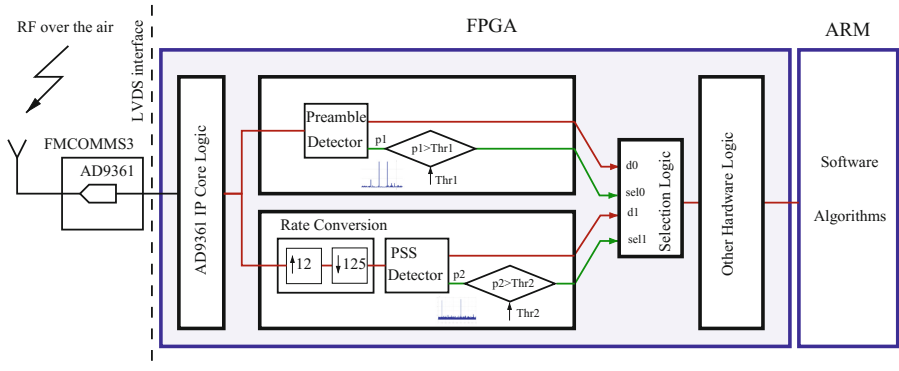 FPGA
ARM
RF over the air
LVDS interface
FMCOMMS3
AD9361
AD9361 IP Core Logic
Preamble
Detector
p1
p1>Thr1
Thr1
Rate Conversion
↑12
↓125
PSS
Detector
p2
p2>Thr2
Thr2
d0
sel0
d1
sel1
Selection Logic
Other Hardware Logic
Software
Algorithms